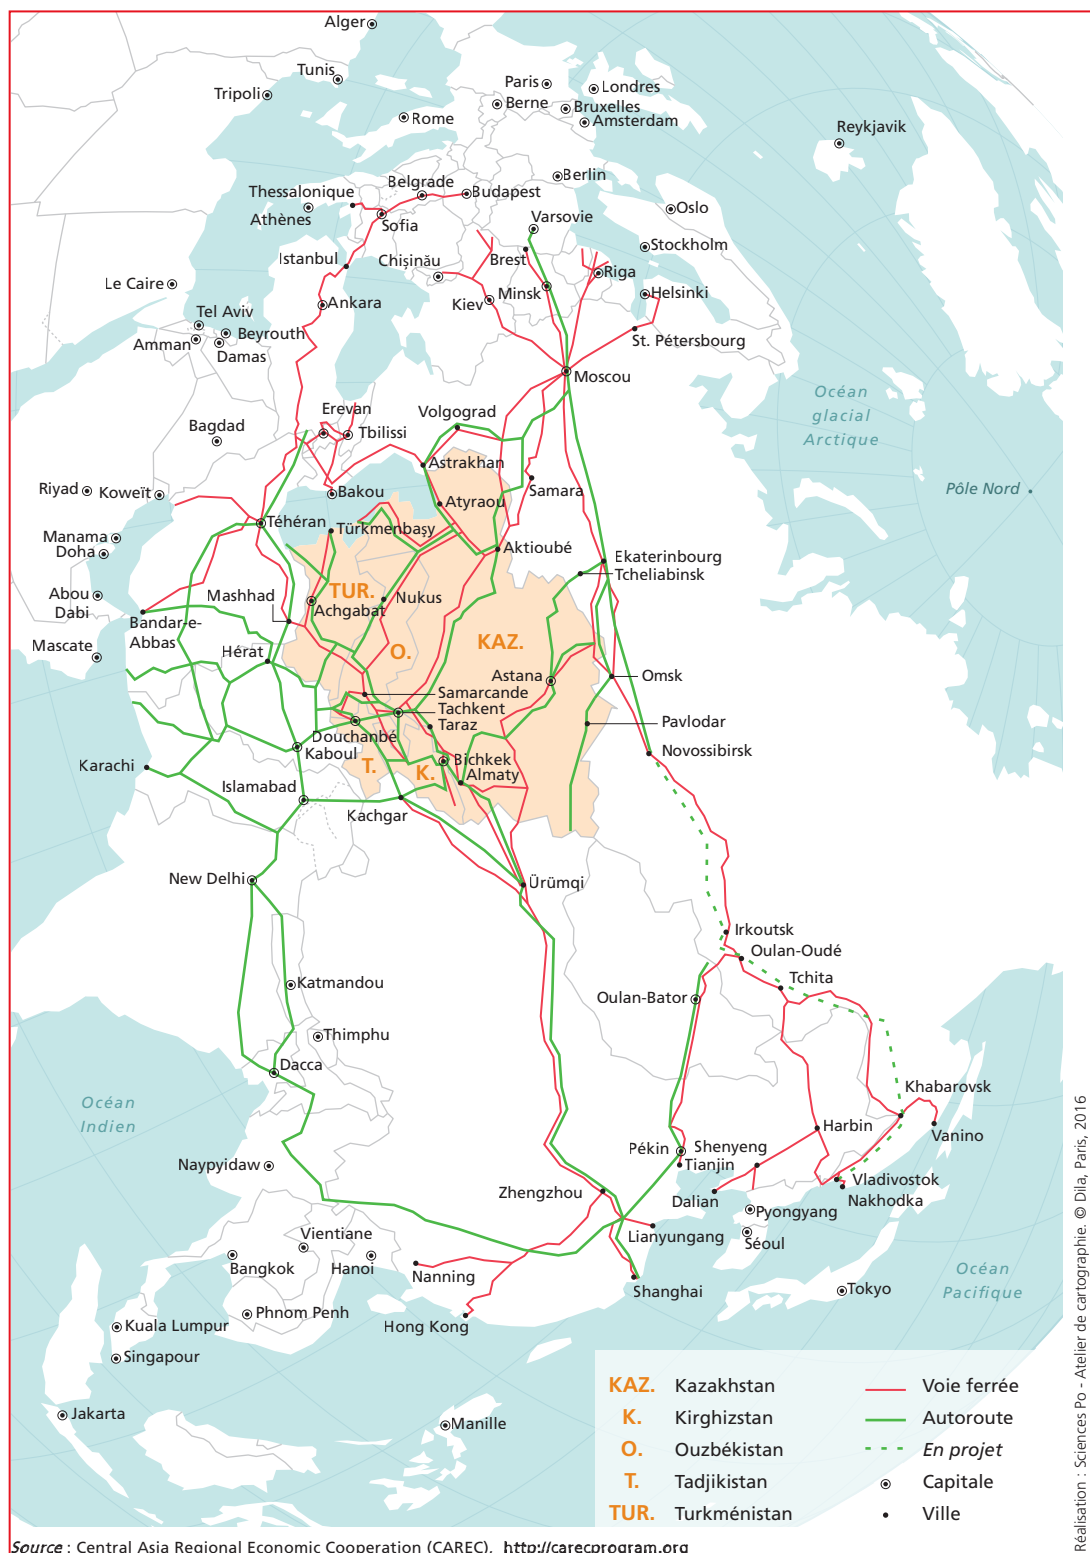 Alger
Tunis
Tripoli
Paris
Londres
Berne
Bruxelles
Amsterdam
Rome
Reykjavik
Berlin
Belgrade
Budapest
Thessalonique
Athènes
Sofia
Varsovie
Oslo
Stockholm
Istanbul
Chişinău
Brest
Riga
Le Caire
Ankara
Kiev
Minsk
Helsinki
Tel Aviv
Beyrouth
Amman
Damas
St. Pétersbourg
Moscou
Océan
glacial
Arctique
Erevan
Volgograd
Bagdad
Tbilissi
Astrakhan
Riyad
Koweït
Bakou
Atyraou
Samara
Pôle Nord
Téhéran
Türkmenbaşy
Manama
Doha
Aktioubé
Ekaterinbourg
Tcheliabinsk
Abou
Dabi
Mashhad
TUR.
Achgabat
Nukus
Bandar-e-
Abbas
Mascate
Hérat
O.
KAZ.
Astana
Omsk
Samarcande
Tachkent
Taraz
Pavlodar
Douchanbé
Kaboul
Novossibirsk
Karachi
T.
K.
Bichkek
Almaty
Islamabad
Kachgar
New Delhi
Ürümqi
Irkoutsk
Oulan-Oudé
Tchita
Katmandou
Oulan-Bator
Thimphu
Dacca
Khabarovsk
Océan
Indien
Harbin
Vanino
Pékin
Shenyeng
Tianjin
Naypyidaw
Vladivostok
Nakhodka
Zhengzhou
Dalian
Pyongyang
Lianyungang
Séoul
Vientiane
Bangkok
Hanoi
Nanning
Shanghai
Océan
Pacifique
Tokyo
Phnom Penh
Hong Kong
Kuala Lumpur
Singapour
Jakarta
Manille
KAZ. Kazakhstan
K. Kirghizstan
O. Ouzbékistan
T. Tadjikistan
TUR. Turkménistan
Voie ferrée
Autoroute
En projet
Capitale
Ville
Réalisation : Sciences Po - Atelier de cartographie. © Dila, Paris, 2016
Source : Central Asia Regional Economic Cooperation (CAREC), http://carecprogram.org